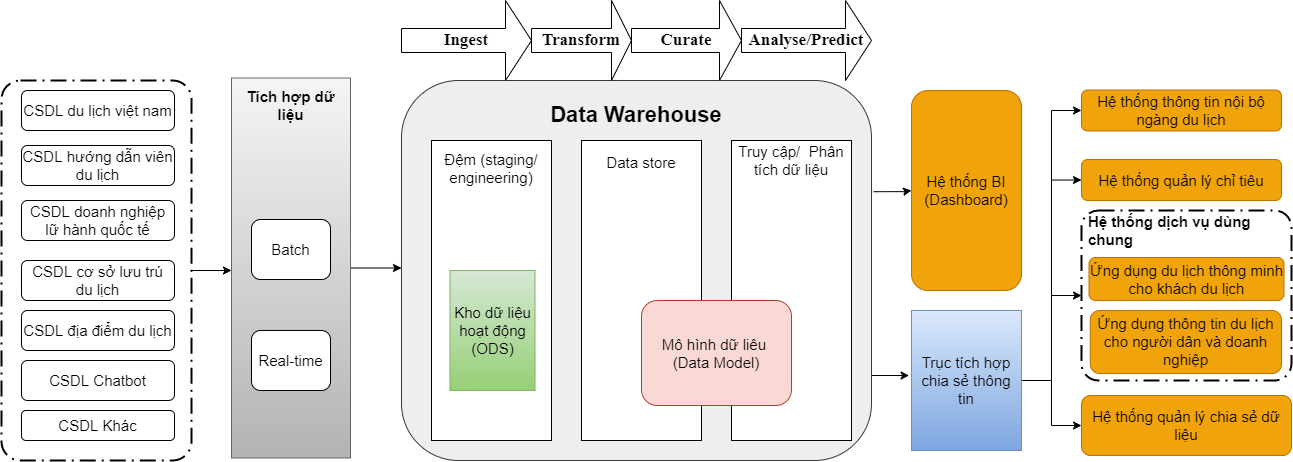 Ingest
Transform
Curate
Analyse/Predict
CSDL du lịch việt nam
CSDL hướng dẫn viên
du lịch
CSDL doanh nghiệp
lữ hành quốc tế
CSDL cơ sở lưu trú
du lịch
CSDL địa điểm du lịch
CSDL Chatbot
CSDL Khác
Tích hợp dữ
liệu
Batch
Real-time
Data Warehouse
Đệm (staging/
engineering)
Kho dữ liệu
hoạt động
(ODS)
Data store
Truy cập/ Phân
tích dữ liệu
Mô hình dữ liêu
(Data Model)
Hệ thống BI
(Dashboard)
Trục tích hợp
chia sẻ thông
tin
Hệ thống thông tin nội bộ
ngàng du lịch
Hệ thống quản lý chỉ tiêu
Hệ thống dịch vụ dùng
chung
Ứng dụng du lịch thông minh
cho khách du lịch
Ứng dụng thông tin du lịch
cho người dân và doanh
nghiệp
Hệ thống quản lý chia sẻ dữ
liệu